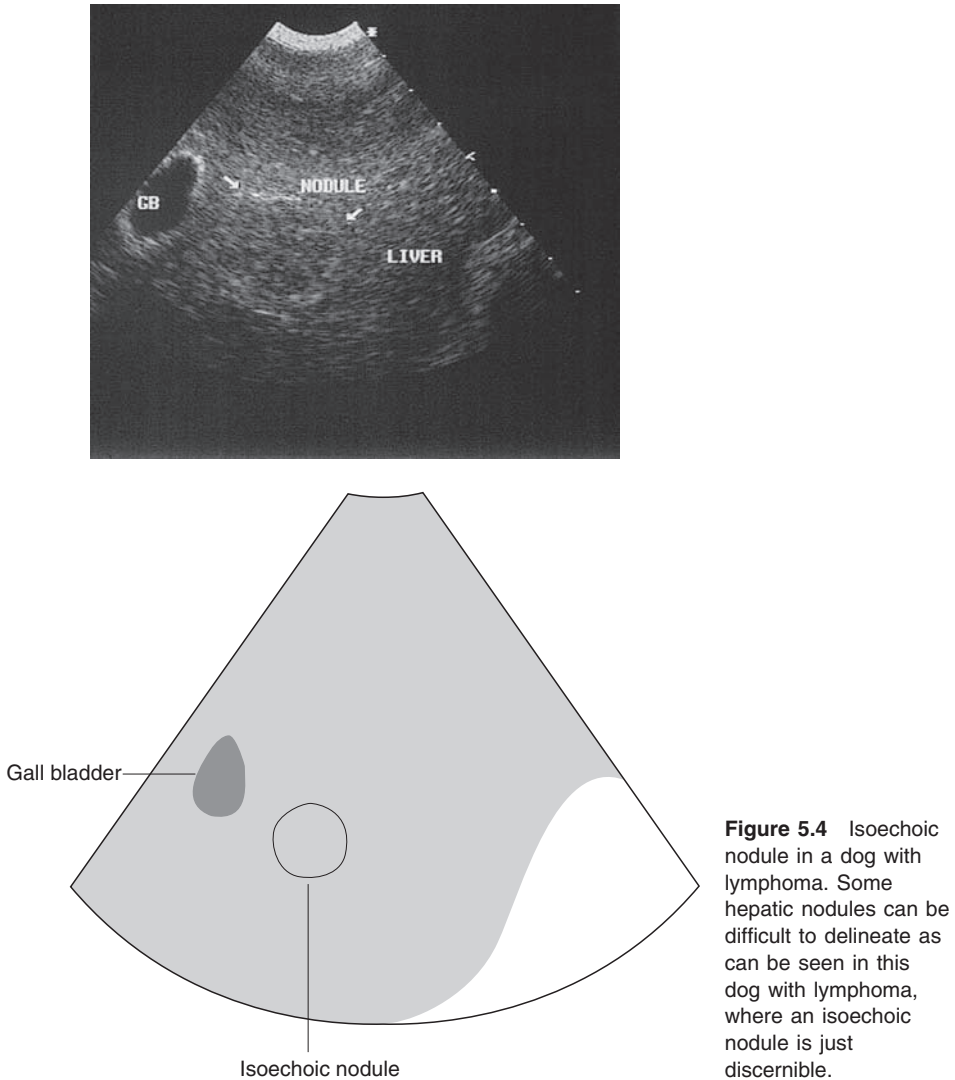 NODULE
GB
LIVER
Gall bladder
Isoechoic nodule
Figure 5.4 Isoechoic
nodule in a dog with
lymphoma. Some
hepatic nodules can be
difficult to delineate as
can be seen in this
dog with lymphoma,
where an isoechoic
nodule is just
discernible.